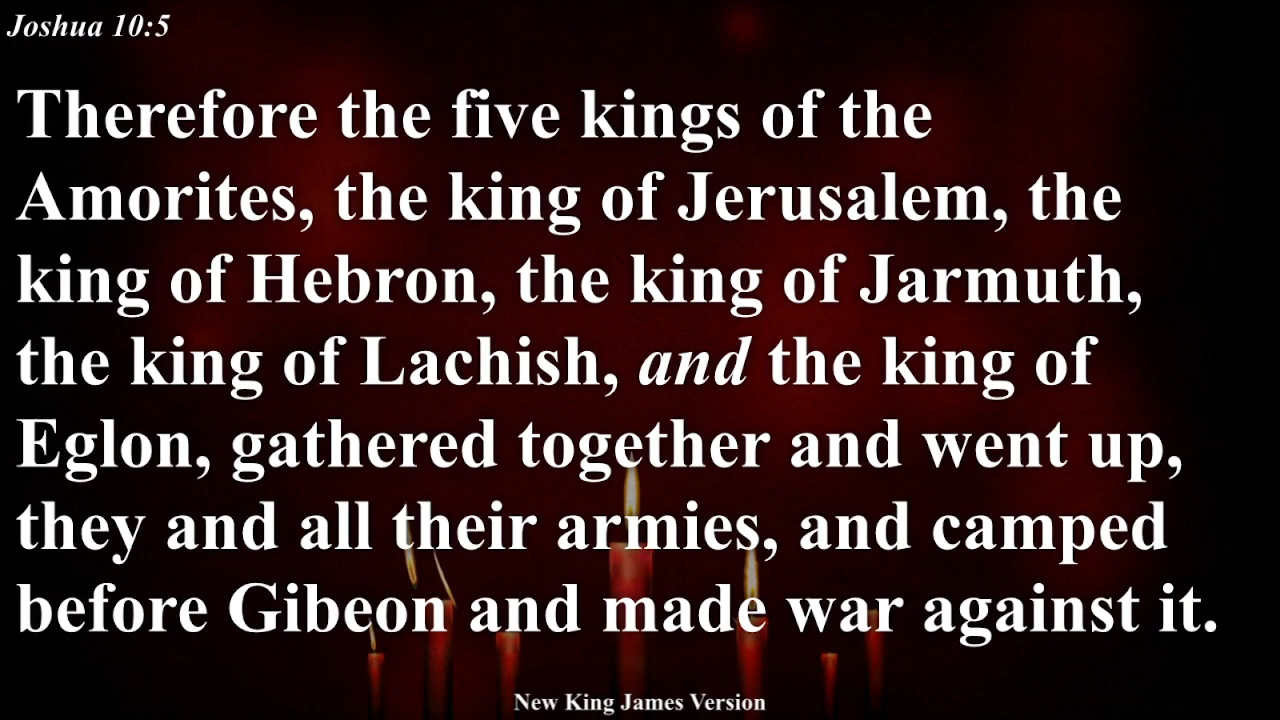 Joshua 10:5
Therefore the five kings of the
Amorites, the king of Jerusalem, the
king of Hebron, the king of Jarmuth,
the king of Lachish, and the king of
Eglon, gathered together and went up,
they and all their armies, and camped
before Gibeon and made war against it.
New King James Version